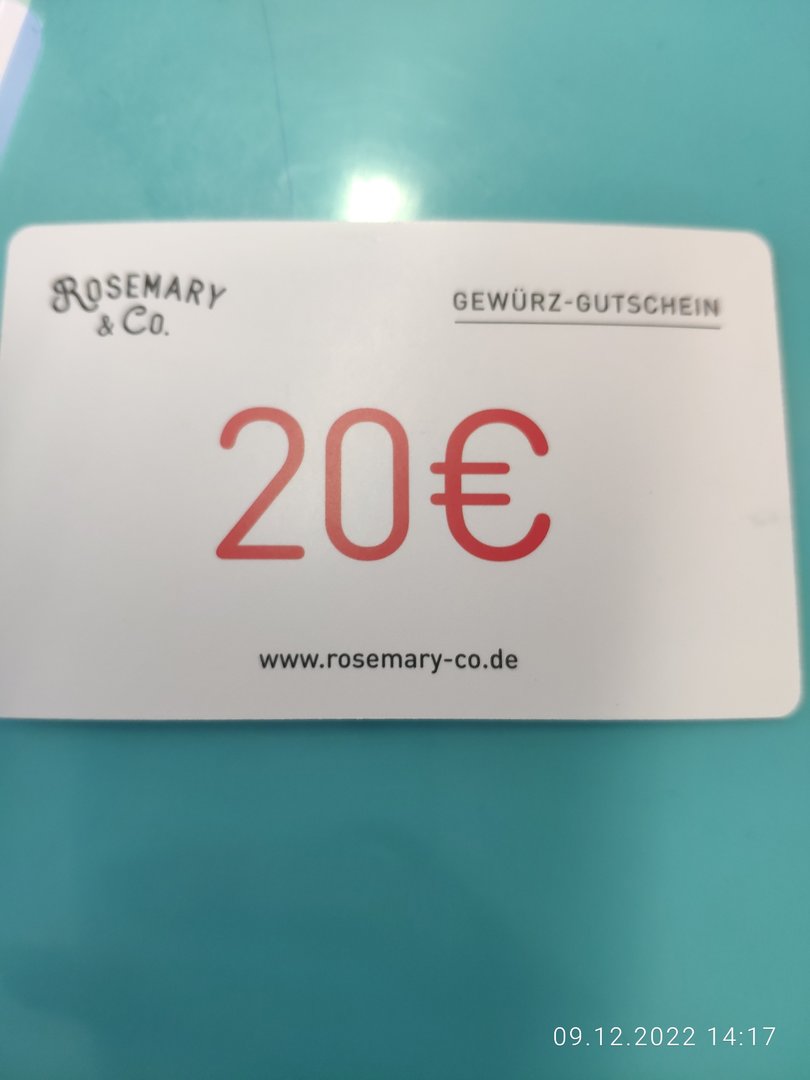 ROSEMARY
& CO.
GEWÜRZ-GUTSCHEIN
20€
www.rosemary-co.de
09.12.2022 14:17